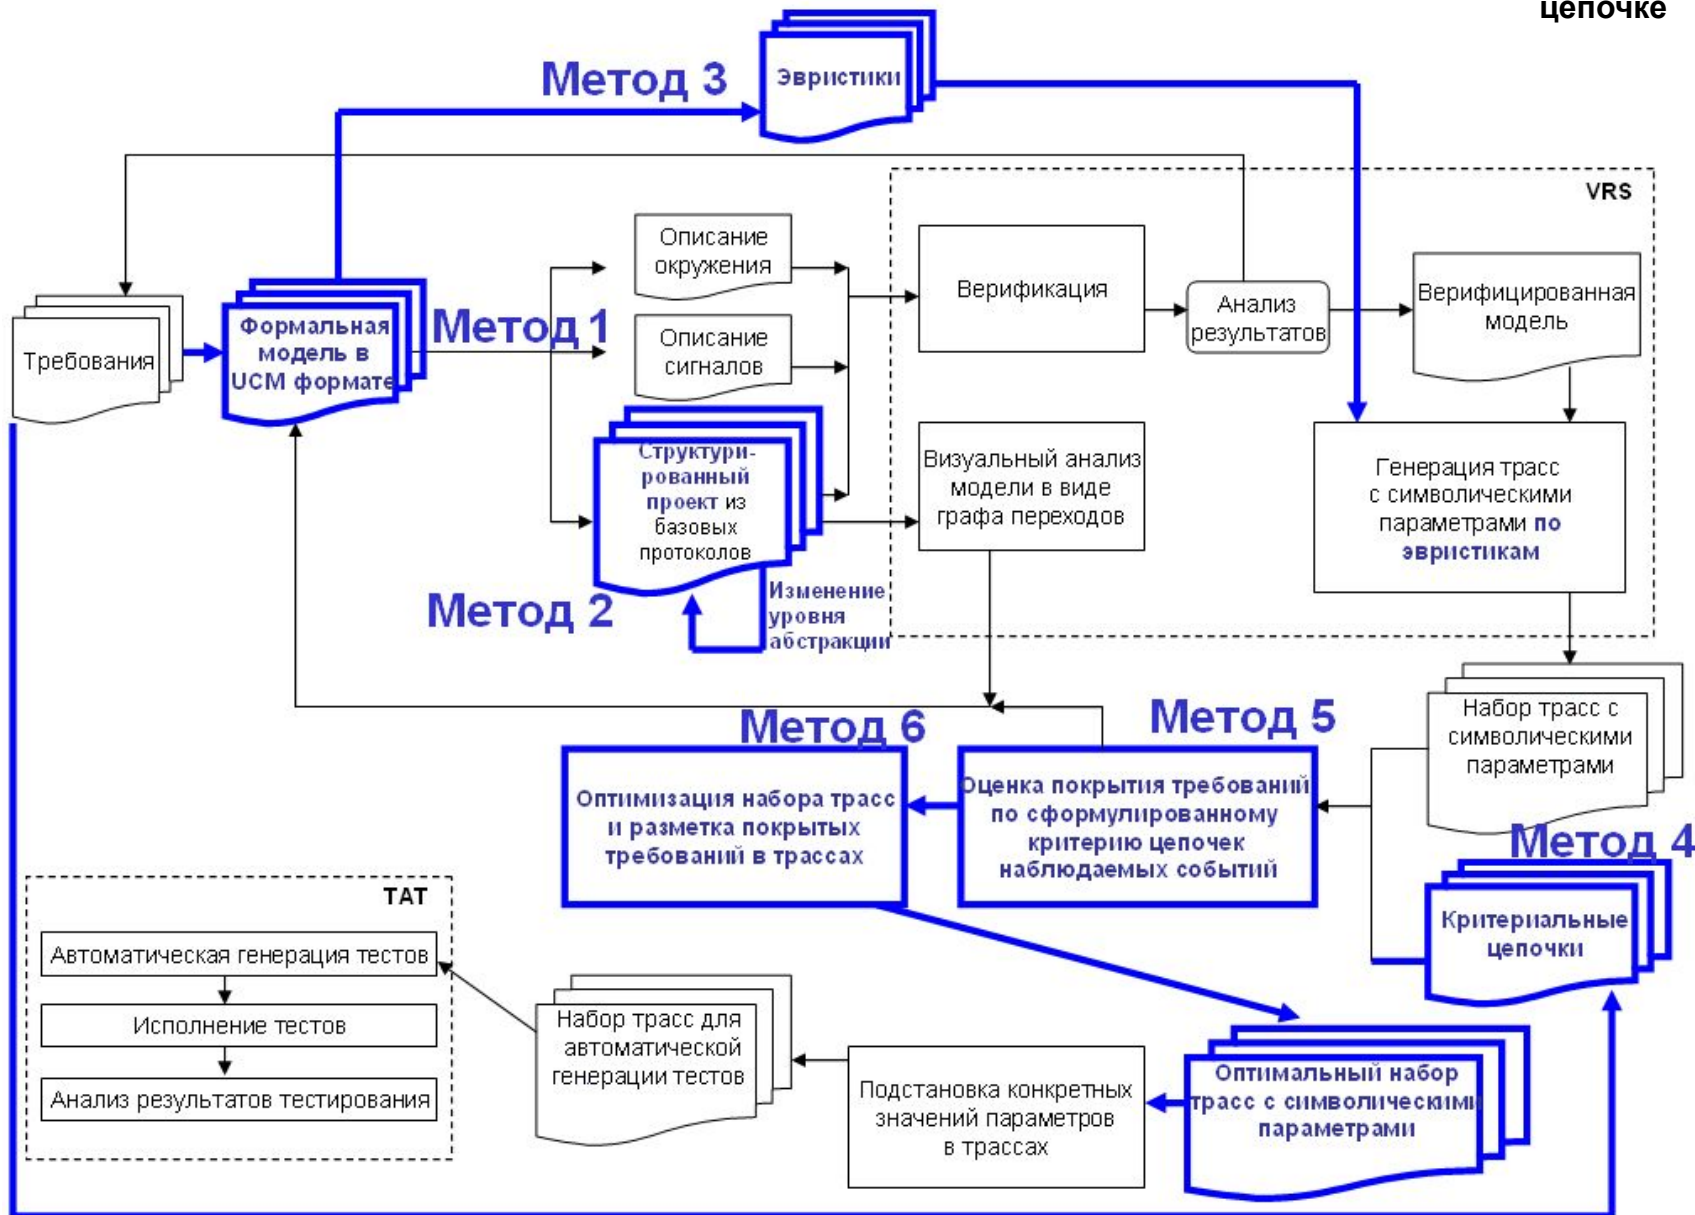 цепочке
Метод 3
Эвристики
VRS
Описание
окружения
Верификация
Анализ
результатов
Верифицированная
модель
Требования
Формальная
модель в
UCM формате
Метод 1
Описание
сигналов
Структури-
рованный
проект из
базовых
протоколов
Визуальный анализ
модели в виде
графа переходов
Генерация трасс
с символическими
параметрами по
эвристикам
Метод 2
Изменение
уровня
абстракции
Набор трасс с
символическими
параметрами
Метод 6
Метод 5
Оптимизация набора трасс
и разметка покрытых
требований в трассах
Оценка покрытия требований
по сформулированному
критерию цепочек
наблюдаемых событий
Метод 4
Критериальные
цепочки
TAT
Автоматическая генерация тестов
Исполнение тестов
Анализ результатов тестирования
Набор трасс для
автоматической
генерации тестов
Подстановка конкретных
значений параметров
в трассах
Оптимальный набор
трасс с символическими
параметрами